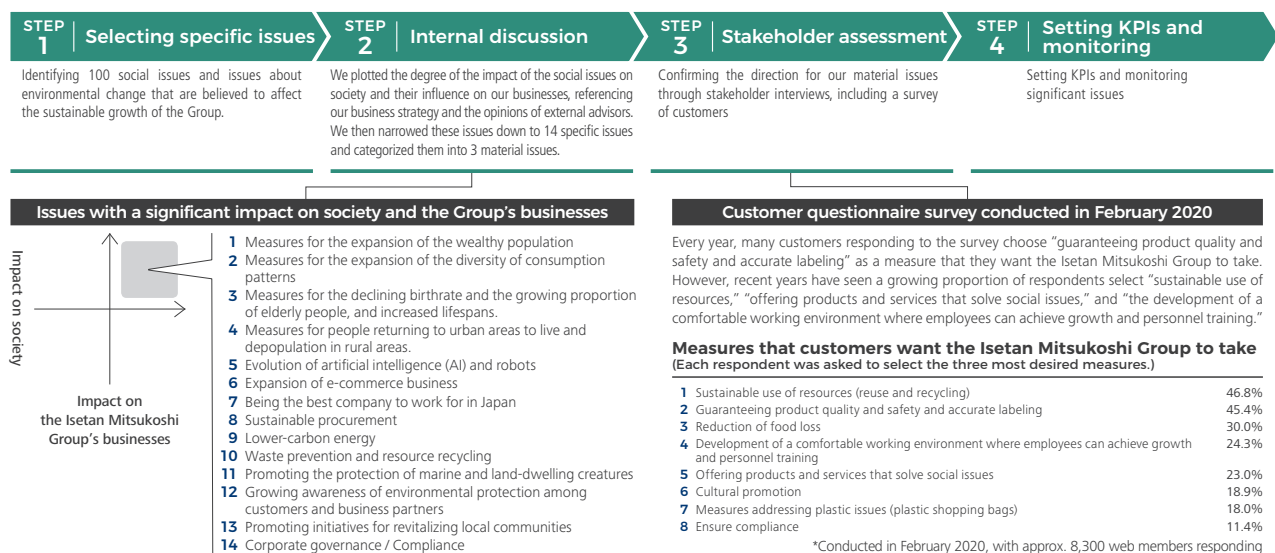 STEP 1 Selecting specific issues
Identifying 100 social issues and issues about
environmental change that are believed to affect
the sustainable growth of the Group.
STEP 2 Internal discussion
We plotted the degree of the impact of the social issues on
society and their influence on our businesses, referencing
our business strategy and the opinions of external advisors.
We then narrowed these issues down to 14 specific issues
and categorized them into 3 material issues.
STEP 3 Stakeholder assessment
Confirming the direction for our material issues
through stakeholder interviews, including a survey
of customers
STEP 4 Setting KPIs and
monitoring
Setting KPIs and monitoring
significant issues
Issues with a significant impact on society and the Group's businesses
Impact on society
Impact on
the Isetan Mitsukoshi
Group's businesses
1 Measures for the expansion of the wealthy population
2 Measures for the expansion of the diversity of consumption
patterns
3 Measures for the declining birthrate and the growing proportion
of elderly people, and increased lifespans.
4 Measures for people returning to urban areas to live and
depopulation in rural areas.
5 Evolution of artificial intelligence (AI) and robots
6 Expansion of e-commerce business
7 Being the best company to work for in Japan
8 Sustainable procurement
9 Lower-carbon energy
10 Waste prevention and resource recycling
11 Promoting the protection of marine and land-dwelling creatures
12 Growing awareness of environmental protection among
customers and business partners
13 Promoting initiatives for revitalizing local communities
14 Corporate governance / Compliance
Customer questionnaire survey conducted in February 2020
Every year, many customers responding to the survey choose "guaranteeing product quality and
safety and accurate labeling" as a measure that they want the Isetan Mitsukoshi Group to take.
However, recent years have seen a growing proportion of respondents select "sustainable use of
resources," "offering products and services that solve social issues," and "the development of a
comfortable working environment where employees can achieve growth and personnel training."
Measures that customers want the Isetan Mitsukoshi Group to take
(Each respondent was asked to select the three most desired measures.)
1 Sustainable use of resources (reuse and recycling) 46.8%
2 Guaranteeing product quality and safety and accurate labeling 45.4%
3 Reduction of food loss 30.0%
4 Development of a comfortable working environment where employees can achieve growth 24.3%
and personnel training
5 Offering products and services that solve social issues 23.0%
6 Cultural promotion 18.9%
7 Measures addressing plastic issues (plastic shopping bags) 18.0%
8 Ensure compliance 11.4%
*Conducted in February 2020, with approx. 8,300 web members responding